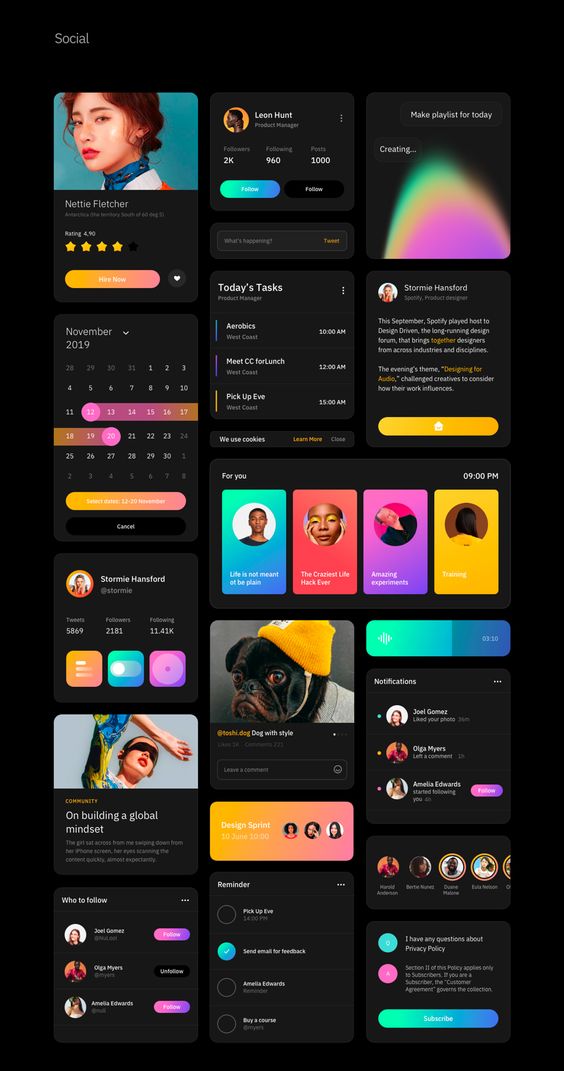 Social
Nettie Fletcher
Antarctica (the territory South of 60 deg S)
Rating 4,90
Hire Now
November
2019
28 29 30 31 1 2 3
4 5 6 7 8 9 10
11 12 13 14 15 16 17
18 19 20 21 22 23 24
25 26 27 28 29 30 1
2 3 4 5 6 7 8
Select dates: 12-20 November
Cancel
Stormie Hansford
@stormie
Tweets Followers Following
5869 2181 11.41K
COMMUNITY
On building a global
mindset
The girl sat across from me swiping down from
her iPhone screen, her eyes scanning the
content quickly, almost expectantly.
Who to follow
Joel Gomez
@NuLoot
Follow
Olga Myers
@myers
Unfollow
Amelia Edwards
@null
Follow
Leon Hunt
Product Manager
Followers Following Posts
2K 960 1000
Follow
Follow
What's happening?
Tweet
Today's Tasks
Product Manager
Aerobics
West Coast
10:00 AM
Meet CC forLunch
West Coast
12:00 AM
Pick Up Eve
West Coast
15:00 AM
We use cookies
Learn More
Close
Make playlist for today
Creating...
Stormie Hansford
Spotify, Product designer
This September, Spotify played host to
Design Driven, the long-running design
forum, that brings together designers
from across industries and disciplines.
The evening's theme, "Designing for
Audio," challenged creatives to consider
how their work influences.
For you
09:00 PM
Life is not meant
ot be plain
The Craziest Life
Hack Ever
Amazing
experiments
Training
@toshi.dog Dog with style
Likes 1K Comments 221
Leave a comment
Design Sprint
10 June 10:00
Reminder
Pick Up Eve
14:00 PM
Send email for feedback
Amelia Edwards
Reminder
Buy a course
@myers
03:10
Notifications
Joel Gomez
Liked your photo 36m
Olga Myers
Left a comment 1h
Amelia Edwards
started following
you 4h
Follow
Harold
Anderson
Bertie Nunez
Duane
Malone
Eula Nelson
Q
I have any questions about
Privacy Policy
A
Section II of this Policy applies only
to Subscribers. If you are a
Subscriber, the "Customer
Agreement" governs the collection.
Subscribe